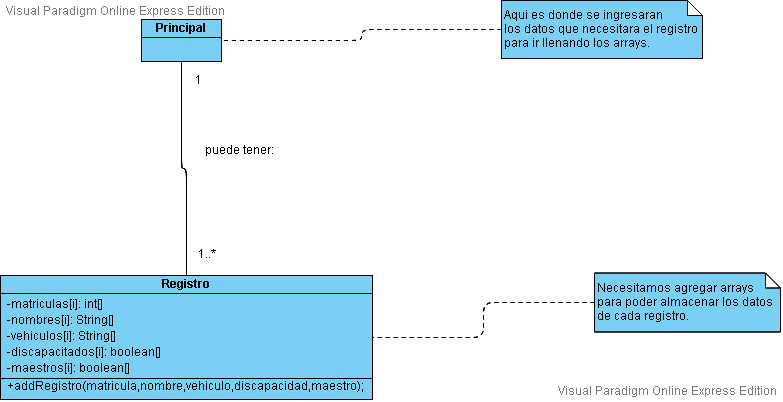 Visual Paradigm Online Express Edition
Principal
Aqui es donde se ingresaran
los datos que necesitara el registro
para ir llenando los arrays.
1
puede tener:
1..*
Registro
-matriculas[i]: int[]
-nombres[i]: String[]
-vehiculos[i]: String[]
-discapacitados[i]: boolean[]
-maestros[i]: boolean[]
+addRegistro(matricula,nombre,vehiculo,discapacidad,maestro);
Necesitamos agregar arrays
para poder almacenar los datos
de cada registro.
Visual Paradigm Online Express Edition